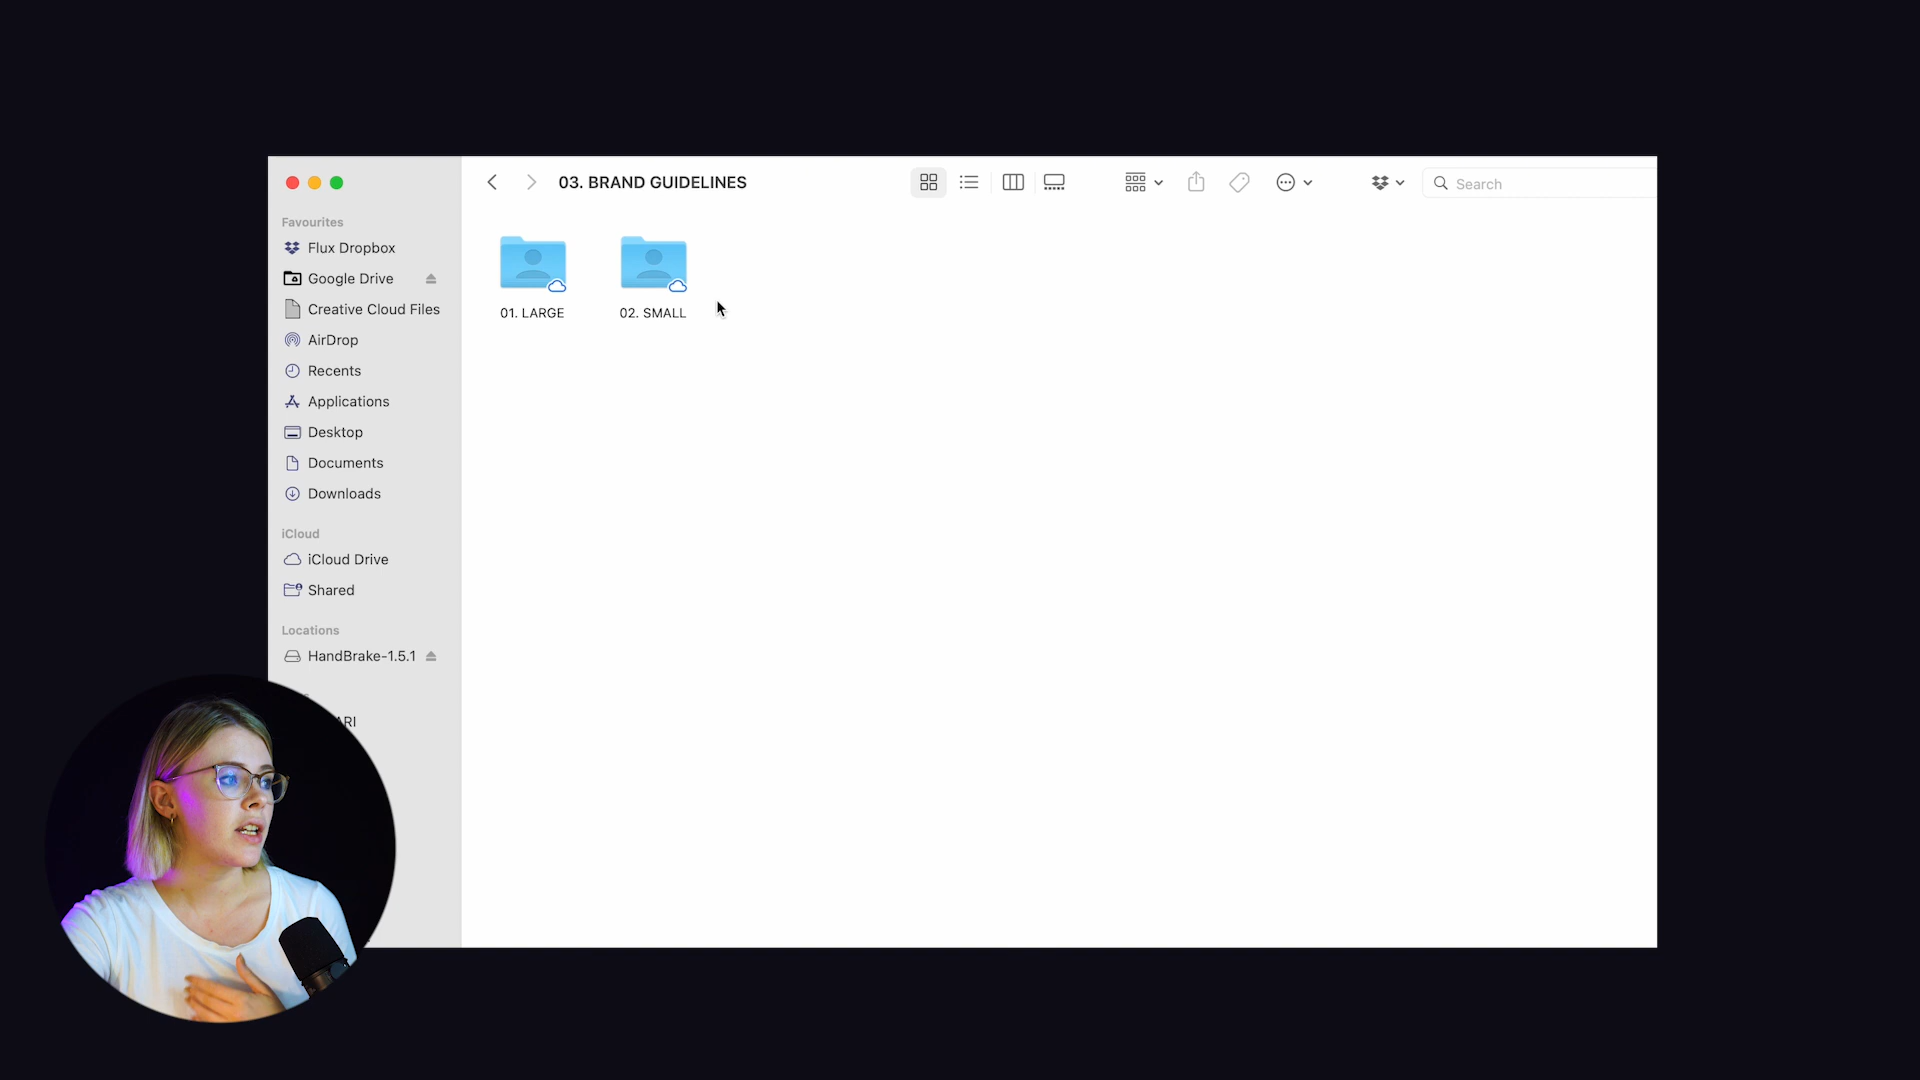 03. BRAND GUIDELINES
Search
Favourites
Flux Dropbox
Google Drive
Creative Cloud Files
AirDrop
Recents
Applications
Desktop
Documents
Downloads
iCloud
iCloud Drive
Shared
Locations
HandBrake-1.5.1
01. LARGE
02. SMALL